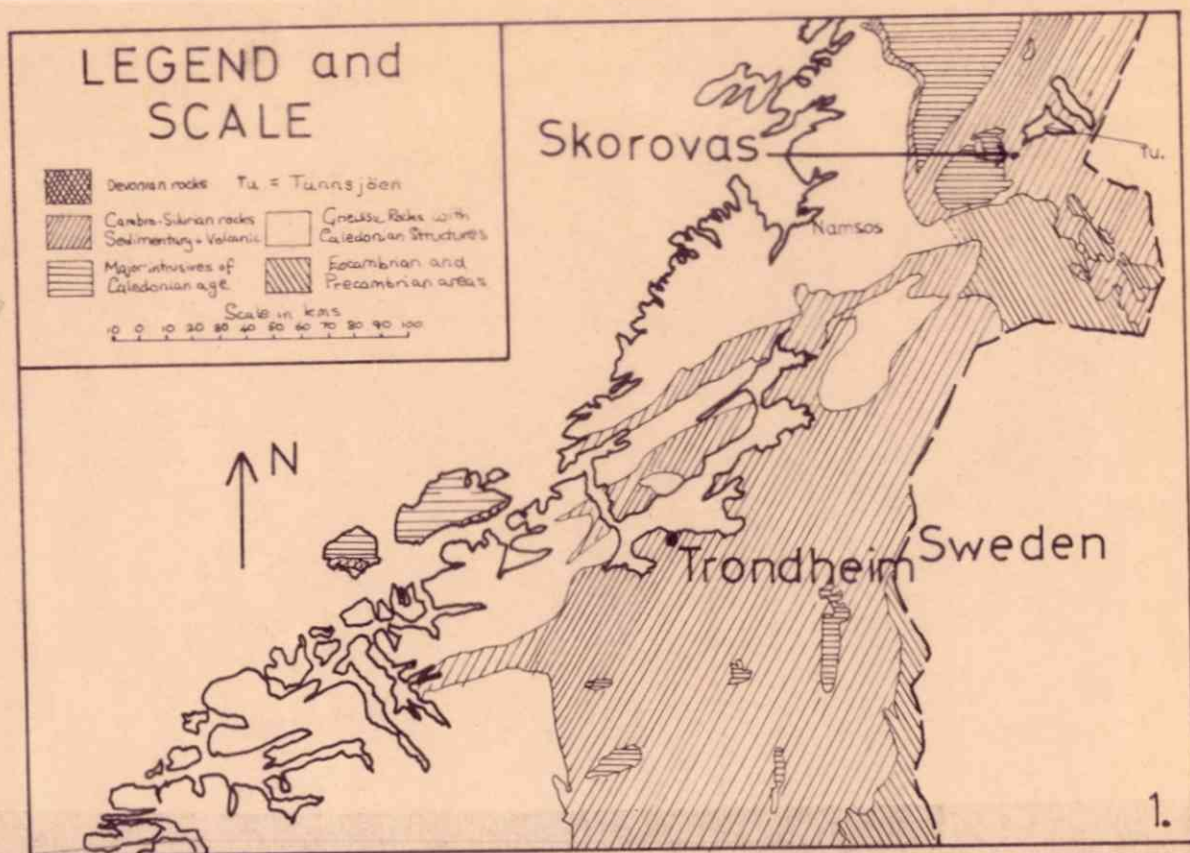 LEGEND and
SCALE
Devonian rocks Tu = Tunnsjöen
Cambro-Silurian rocks
Sedimentary + Volcanic
Gneissic Rocks with
Caledonian Structures
Major intrusives of
Caledonian age
Eocambrian and
Precambrian areas
Scale in kms
10 0 10 20 30 40 50 60 70 80 90 100
Skorovas
Tu.
Namsos
N
Trondheim
Sweden
1.